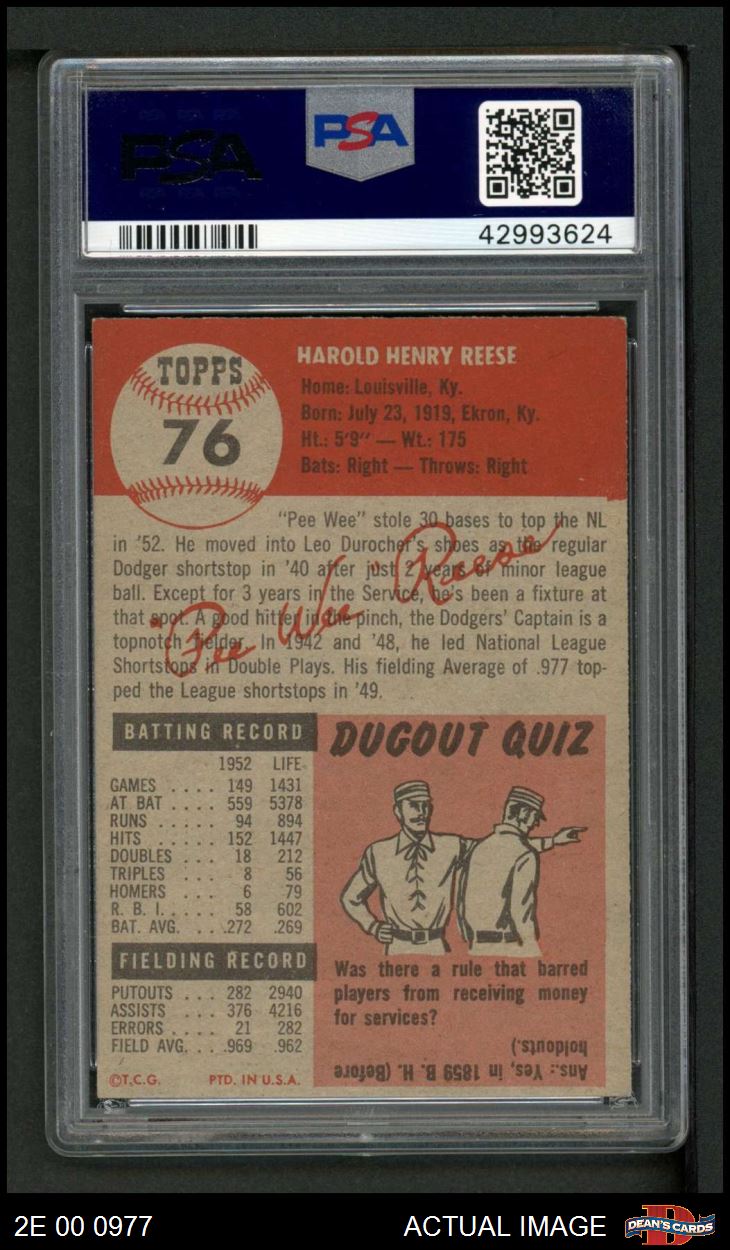 PSA
PSA
42993624
TOPPS
76
HAROLD HENRY REESE
Home: Louisville, Ky.
Born: July 23, 1919, Ekron, Ky.
Ht.: 5'9" — Wt.: 175
Bats: Right — Throws: Right
"Pee Wee" stole 30 bases to top the NL
in '52. He moved into Leo Durocher's shoes as the regular
Dodger shortstop in '40 after just 2 years of minor league
ball. Except for 3 years in the Service, he's been a fixture at
that spot. A good hitter in the pinch, the Dodgers' Captain is a
topnotch fielder. In 1942 and '48, he led National League
Shortstops in Double Plays. His fielding Average of .977 top-
ped the League shortstops in '49.
"Pee Wee" Reese
BATTING RECORD
1952 LIFE
GAMES .... 149 1431
AT BAT .... 559 5378
RUNS ..... 94 894
HITS ..... 152 1447
DOUBLES ... 18 212
TRIPLES ... 8 56
HOMERS ... 6 79
R. B. I. .... 58 602
BAT. AVG. .. .272 .269
FIELDING RECORD
PUTOUTS ... 282 2940
ASSISTS ... 376 4216
ERRORS .... 21 282
FIELD AVG. .. .969 .962
©T.C.G. PTD. IN U.S.A.
DUGOUT QUIZ
Was there a rule that barred
players from receiving money
for services?
Ans.: Yes, in 1859 B. H. (Before
holdouts).
2E 00 0977
ACTUAL IMAGE
D
DEAN'S CARDS